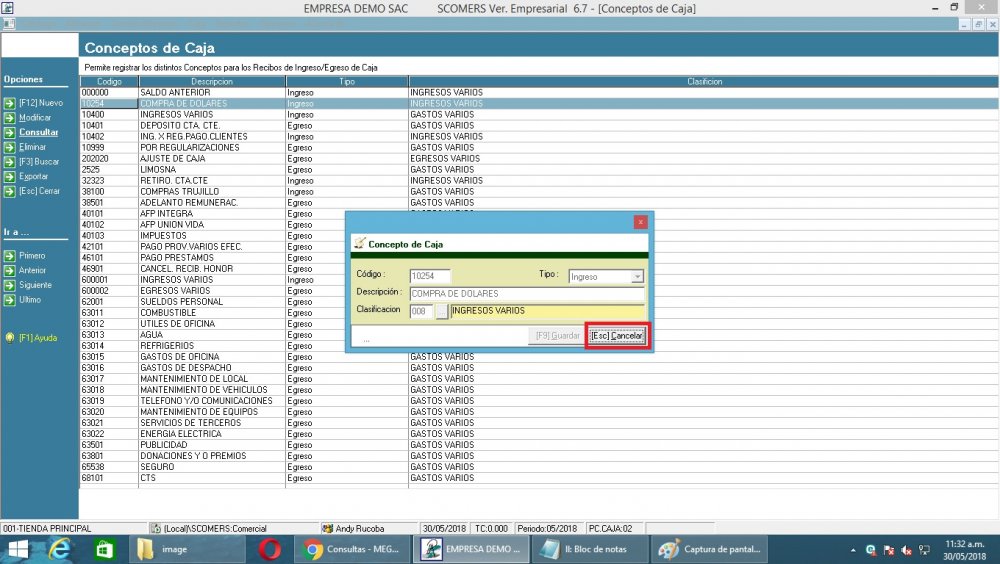 EMPRESA DEMO SAC SCOMERS Ver. Empresarial 6.7 - [Conceptos de Caja]
Conceptos de Caja
Permite registrar los distintos Conceptos para los Recibos de Ingreso/Egreso de Caja
Opciones
[F12] Nuevo
Modificar
Consultar
Eliminar
[F3] Buscar
Exportar
[Esc] Cerrar
Ir a ...
Primero
Anterior
Siguiente
Ultimo
[F1] Ayuda
Codigo Descripcion Tipo Clasificion
000000 SALDO ANTERIOR Ingreso INGRESOS VARIOS
10254 COMPRA DE DOLARES Ingreso INGRESOS VARIOS
10400 INGRESOS VARIOS Ingreso GASTOS VARIOS
10401 DEPOSITO CTA. CTE. Egreso GASTOS VARIOS
10402 ING. X REG.PAGO.CLIENTES Ingreso INGRESOS VARIOS
10999 POR REGULARIZACIONES Egreso GASTOS VARIOS
202020 AJUSTE DE CAJA Egreso EGRESOS VARIOS
2525 LIMOSNA Egreso GASTOS VARIOS
32323 RETIRO. CTA.CTE Ingreso INGRESOS VARIOS
38100 COMPRAS TRUJILLO Ingreso GASTOS VARIOS
38501 ADELANTO REMUNERAC. Egreso GASTOS VARIOS
40101 AFP INTEGRA Egreso
40102 AFP UNION VIDA Egreso
40103 IMPUESTOS Egreso
42101 PAGO PROV.VARIOS EFEC. Egreso
46101 PAGO PRESTAMOS Egreso
46901 CANCEL. RECIB. HONOR Egreso
600001 INGRESOS VARIOS Ingreso
600002 EGRESOS VARIOS Egreso
62001 SUELDOS PERSONAL Egreso
63011 COMBUSTIBLE Egreso
63012 UTILES DE OFICINA Egreso
63013 AGUA Egreso
63014 REFRIGERIOS Egreso
63015 GASTOS DE OFICINA Egreso GASTOS VARIOS
63016 GASTOS DE DESPACHO Egreso GASTOS VARIOS
63017 MANTENIMIENTO DE LOCAL Egreso GASTOS VARIOS
63018 MANTENIMIENTO DE VEHICULOS Egreso GASTOS VARIOS
63019 TELEFONO Y/O COMUNICACIONES Egreso GASTOS VARIOS
63020 MANTENIMIENTO DE EQUIPOS Egreso GASTOS VARIOS
63021 SERVICIOS DE TERCEROS Egreso GASTOS VARIOS
63022 ENERGIA ELECTRICA Egreso GASTOS VARIOS
63501 PUBLICIDAD Egreso GASTOS VARIOS
63801 DONACIONES Y O PREMIOS Egreso GASTOS VARIOS
65538 SEGURO Egreso GASTOS VARIOS
68101 CTS Egreso GASTOS VARIOS
Concepto de Caja
Código : 10254 Tipo : Ingreso
Descripción : COMPRA DE DOLARES
Clasificacion 008 ... INGRESOS VARIOS
... [F9] Guardar [Esc] Cancelar
001-TIENDA PRINCIPAL (Local)\SCOMERS:Comercial Andy Rucoba 30/05/2018 TC:0.000 Periodo:05/2018 PC.CAJA:02
image Consultas - MEG... EMPRESA DEMO ... II: Bloc de notas Captura de pantal... 11:32 a.m.
30/05/2018